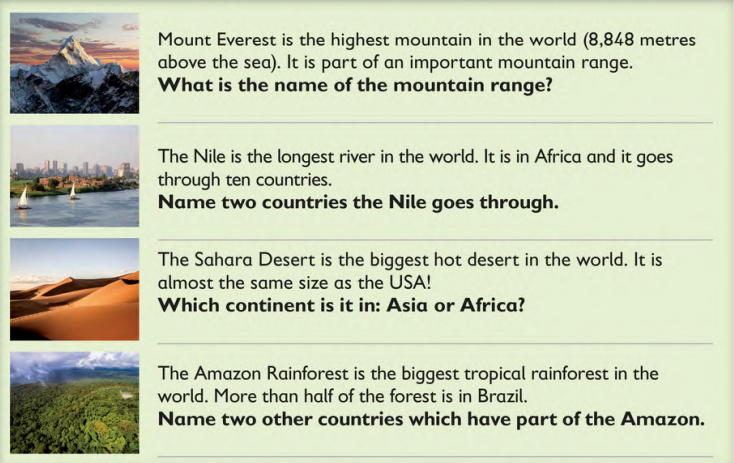 Mount Everest is the highest mountain in the world (8,848 metres
above the sea). It is part of an important mountain range.
What is the name of the mountain range?
The Nile is the longest river in the world. It is in Africa and it goes
through ten countries.
Name two countries the Nile goes through.
The Sahara Desert is the biggest hot desert in the world. It is
almost the same size as the USA!
Which continent is it in: Asia or Africa?
The Amazon Rainforest is the biggest tropical rainforest in the
world. More than half of the forest is in Brazil.
Name two other countries which have part of the Amazon.